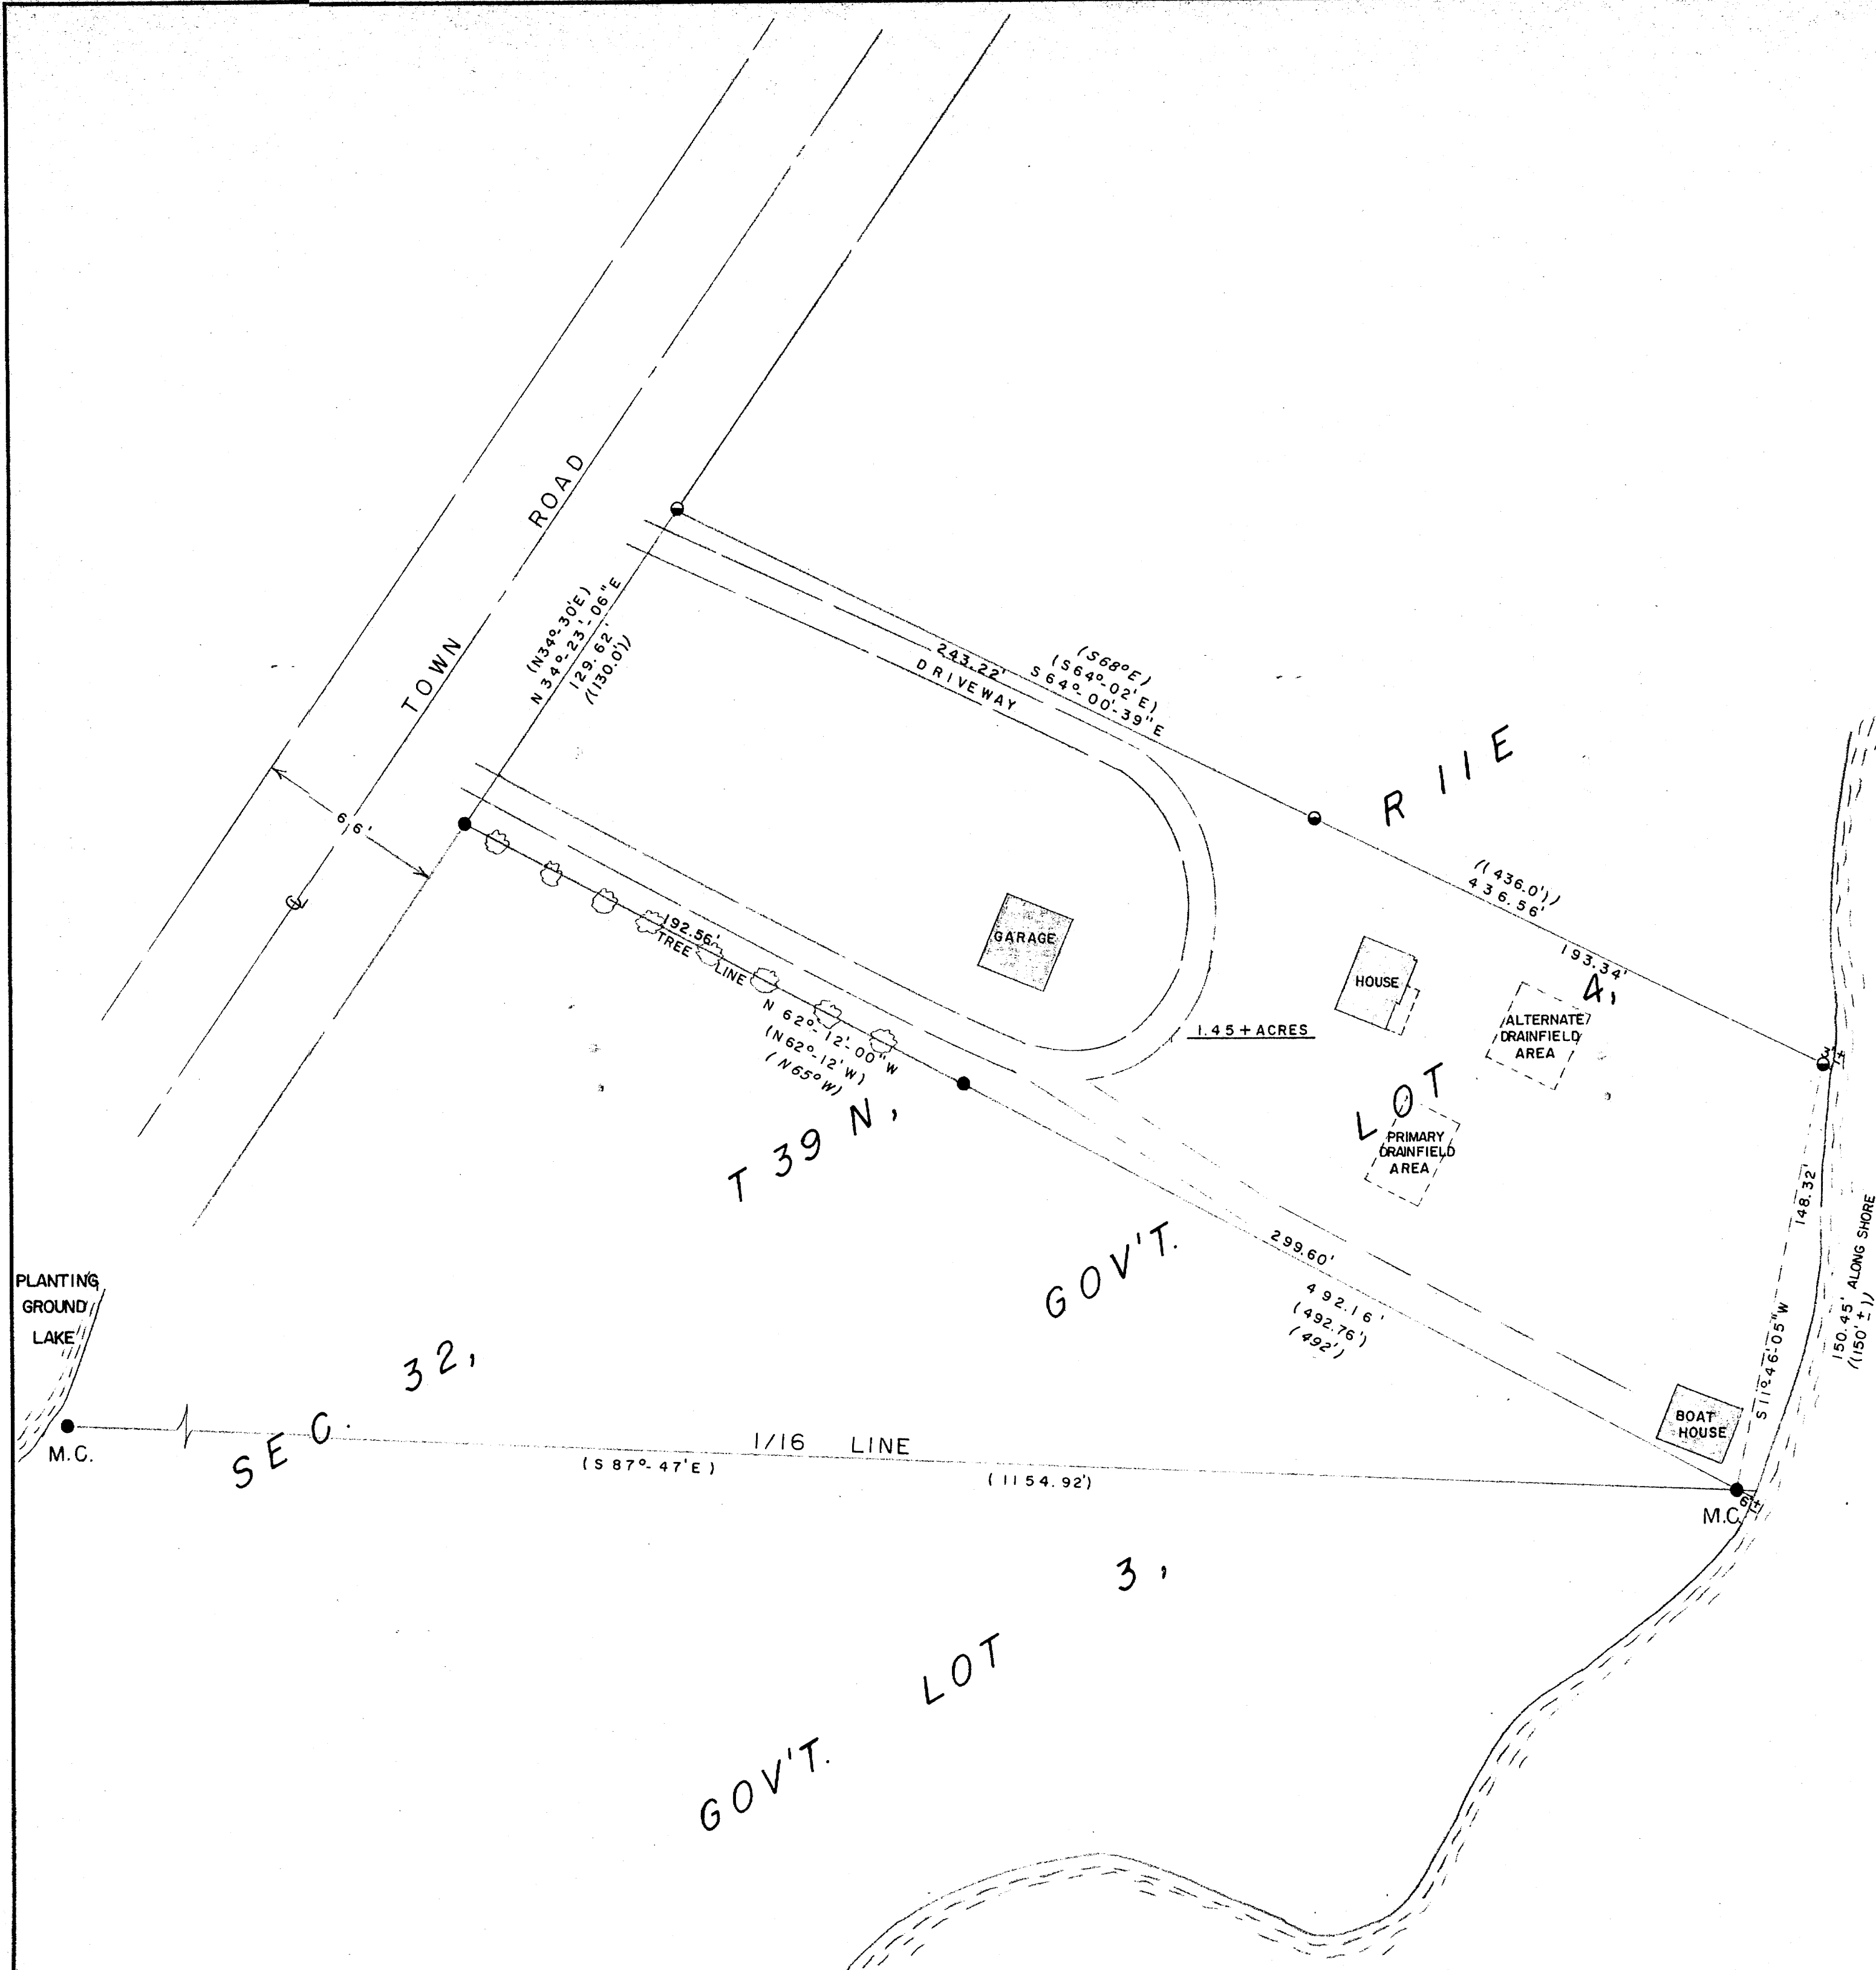 TOWN ROAD
(N34°-30'E)
N 34°-23'-06"E
129.62'
((130.0'))
66'
243.22'
DRIVEWAY
(S68°E)
(S64°-02'E)
S64°-00'-39"E
R 11 E
((436.0'))
436.56'
193.34'
4,
GARAGE
HOUSE
1.45± ACRES
ALTERNATE
DRAINFIELD
AREA
3'±
192.56'
TREE LINE
N 62°-12'-00"W
(N62°-12'W)
(N65°W)
LOT
PRIMARY
DRAINFIELD
AREA
T 39 N,
GOV'T.
148.32'
S11°-46'-05"W
150.45' ALONG SHORE
((150'±))
299.60'
492.16'
(492.76')
(492')
PLANTING
GROUND
LAKE
SEC. 32,
BOAT
HOUSE
M.C.
1/16 LINE
(S 87°-47'E)
(1154.92')
6'±
M.C.
3,
LOT
GOV'T.